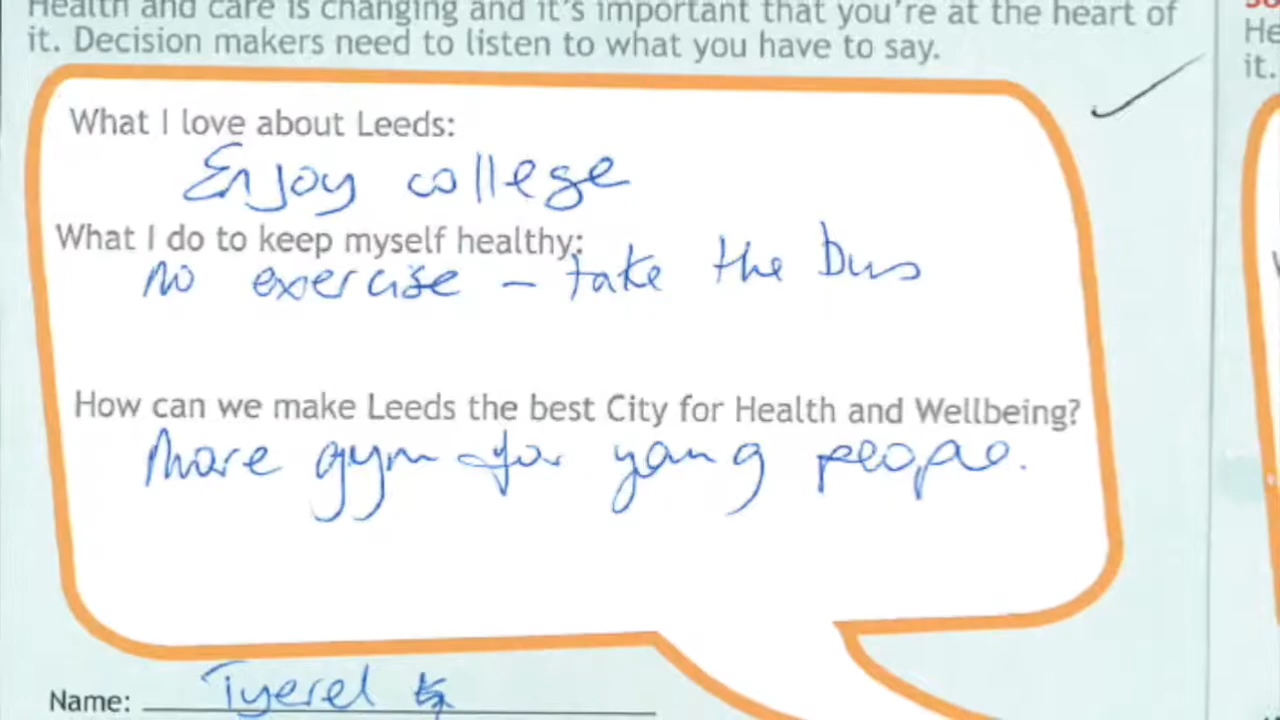 Health and care is changing and it's important that you're at the heart of
it. Decision makers need to listen to what you have to say.
What I love about Leeds:
Enjoy college
What I do to keep myself healthy:
no exercise - take the bus
How can we make Leeds the best City for Health and Wellbeing?
more gym for young people.
Name: Tyerel
He
it.